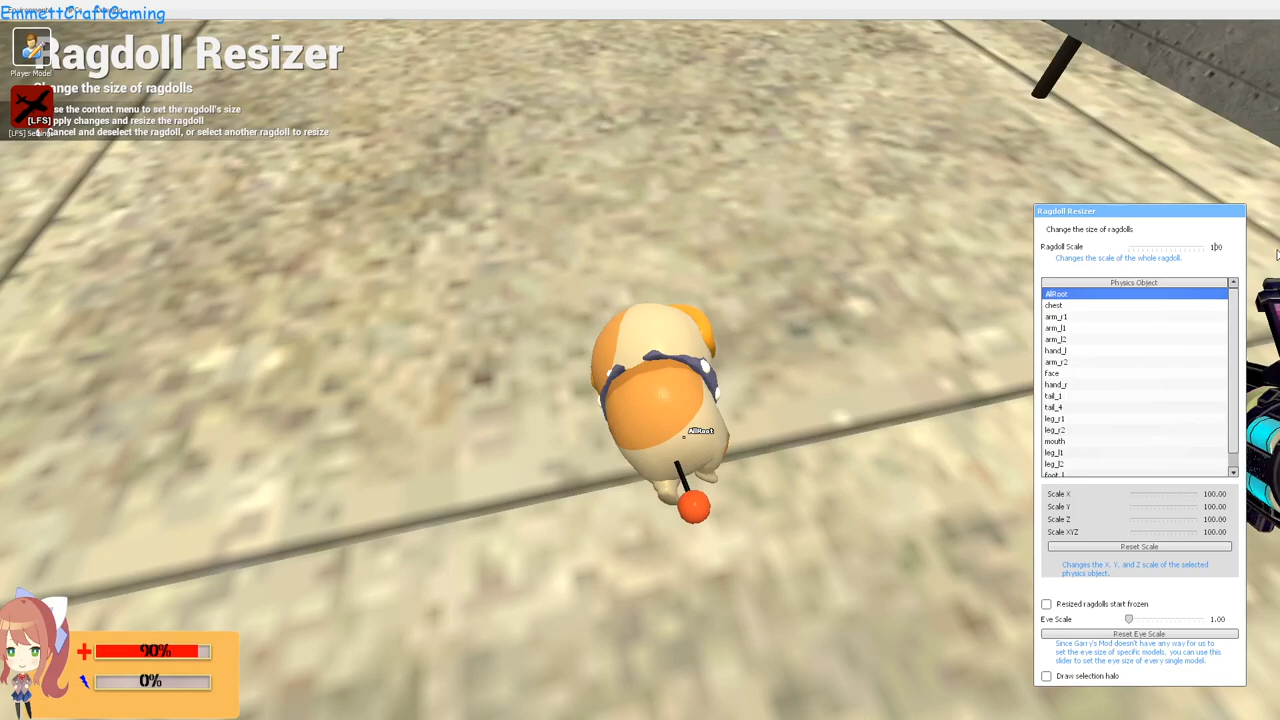 EmmettCraftGaming
Ragdoll Resizer
Player Model
Change the size of ragdolls
use the context menu to set the ragdoll's size
[LFS] pply changes and resize the ragdoll
[LFS] Cancel and deselect the ragdoll, or select another ragdoll to resize
AllRoot
90%
0%
Ragdoll Resizer
Change the size of ragdolls
Ragdoll Scale 100
Changes the scale of the whole ragdoll.
Physics Object
AllRoot
chest
arm_r1
arm_l1
arm_l2
hand_l
arm_r2
face
hand_r
tail_1
tail_4
leg_r1
leg_r2
mouth
leg_l1
leg_l2
Scale X 100.00
Scale Y 100.00
Scale Z 100.00
Scale XYZ 100.00
Reset Scale
Changes the X, Y, and Z scale of the selected
physics object.
Resized ragdolls start frozen
Eye Scale 1.00
Reset Eye Scale
Since Garry's Mod doesn't have any way for us to
set the eye size of specific models, you can use this
slider to set the eye size of every single model.
Draw selection halo